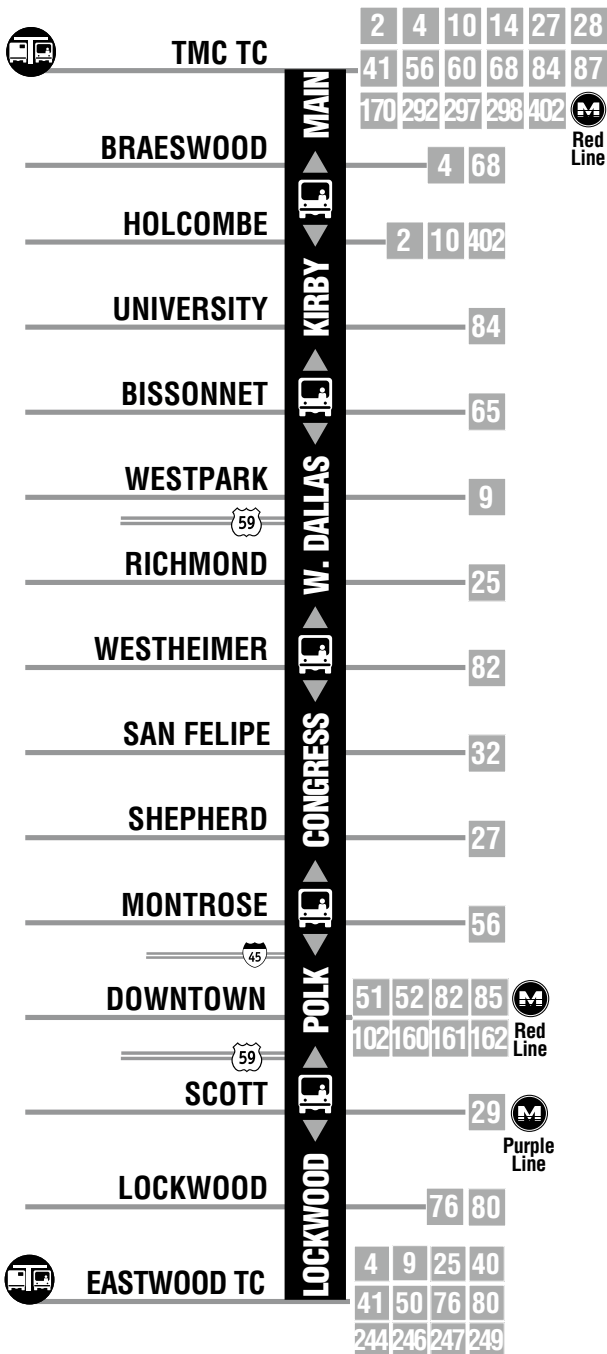 2 4 10 14 27 28
TMC TC
41 56 60 68 84 87
170 292 297 298 402 M
Red
Line
MAIN
BRAESWOOD
4 68
HOLCOMBE
2 10 402
KIRBY
UNIVERSITY
84
BISSONNET
65
WESTPARK
9
59
W. DALLAS
RICHMOND
25
WESTHEIMER
82
SAN FELIPE
32
CONGRESS
SHEPHERD
27
MONTROSE
56
45
POLK
DOWNTOWN
51 52 82 85 M
102 160 161 162 Red
Line
59
SCOTT
29 M
Purple
Line
LOCKWOOD
76 80
LOCKWOOD
EASTWOOD TC
4 9 25 40
41 50 76 80
244 246 247 249